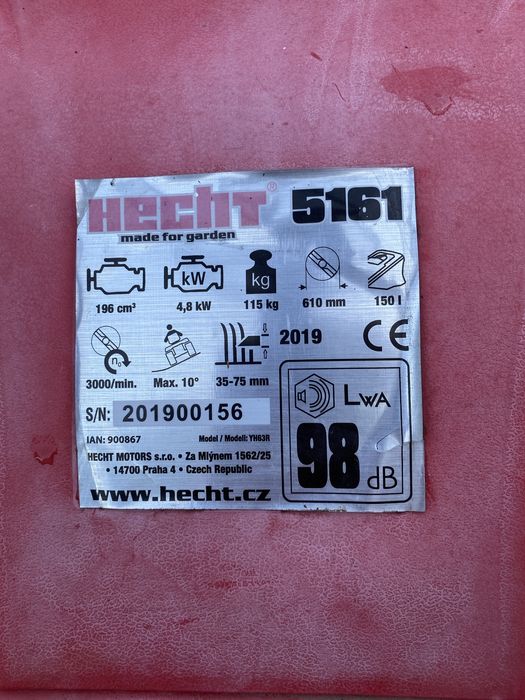 HECHT® 5161
made for garden
kW
kg
196 cm³ 4,8 kW 115 kg 610 mm 150 l
n₀ 2019 CE
3000/min. Max. 10° 35-75 mm
LWA
S/N: 201900156
98 dB
IAN: 900867 Model / Modell: YH63R
HECHT MOTORS s.r.o. • Za Mlýnem 1562/25
• 14700 Praha 4 • Czech Republic
www.hecht.cz